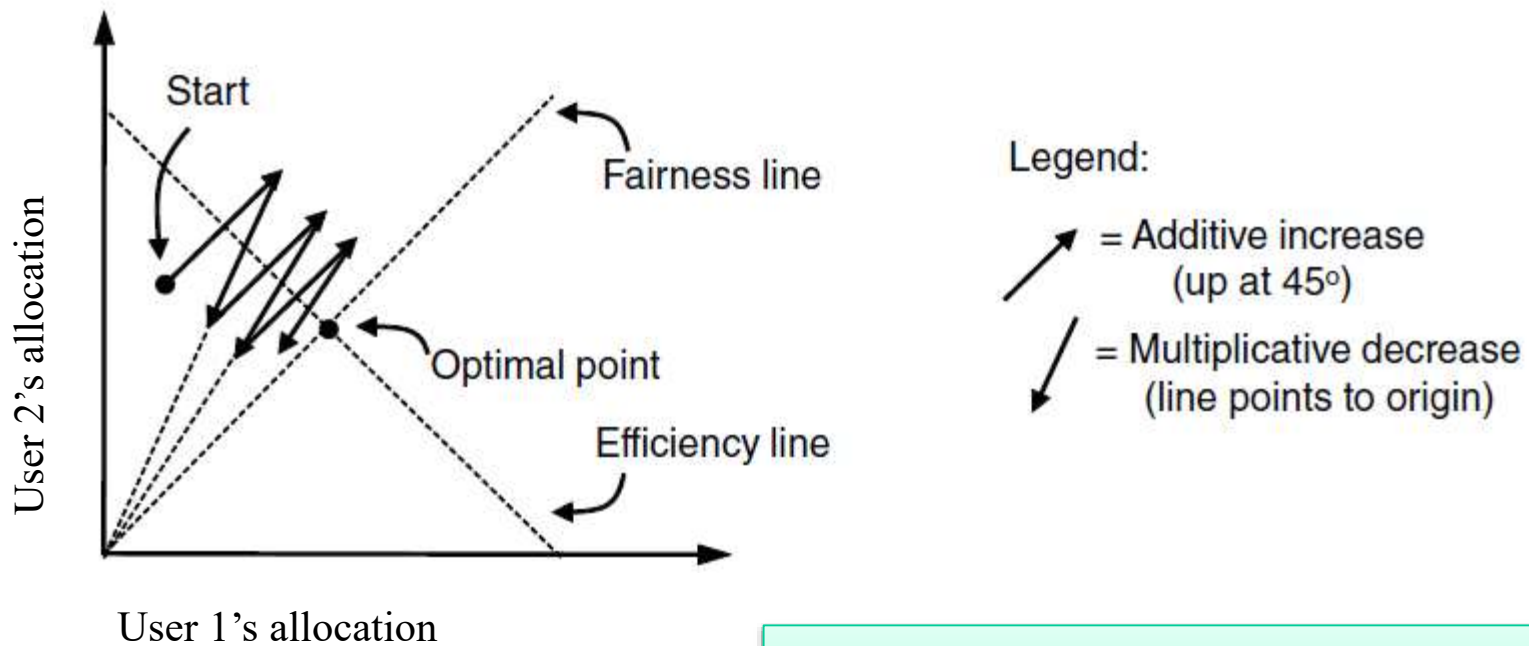 Start
Fairness line
Optimal point
Efficiency line
User 2’s allocation
User 1’s allocation
Legend:
= Additive increase
(up at 45º)
= Multiplicative decrease
(line points to origin)